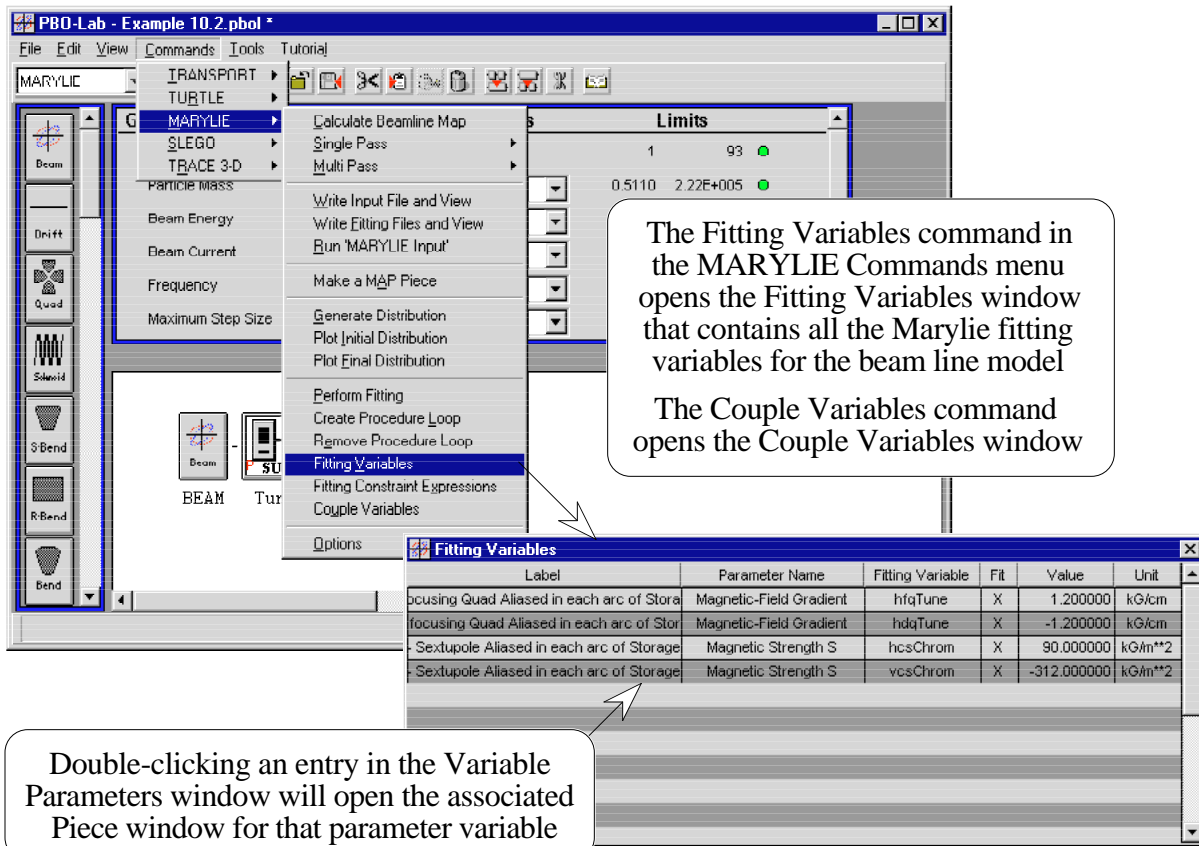 PBO-Lab - Example 10.2.pbol *
File Edit View Commands Tools Tutorial
MARYLIE
TRANSPORT
TURTLE
MARYLIE
SLEGO
TRACE 3-D
Calculate Beamline Map
Single Pass
Multi Pass
Write Input File and View
Write Fitting Files and View
Run 'MARYLIE Input'
Make a MAP Piece
Generate Distribution
Plot Initial Distribution
Plot Final Distribution
Perform Fitting
Create Procedure Loop
Remove Procedure Loop
Fitting Variables
Fitting Constraint Expressions
Couple Variables
Options
G
s Limits
1 93
Particle Mass
0.5110 2.22E+005
Beam Energy
Beam Current
Frequency
Maximum Step Size
Beam
Drift
Quad
Solenoid
S-Bend
R-Bend
Bend
Beam
P SU
BEAM Tur
The Fitting Variables command in
the MARYLIE Commands menu
opens the Fitting Variables window
that contains all the Marylie fitting
variables for the beam line model
The Couple Variables command
opens the Couple Variables window
Fitting Variables
Label Parameter Name Fitting Variable Fit Value Unit
ocusing Quad Aliased in each arc of Stora Magnetic-Field Gradient hfqTune X 1.200000 kG/cm
focusing Quad Aliased in each arc of Stor Magnetic-Field Gradient hdqTune X -1.200000 kG/cm
- Sextupole Aliased in each arc of Storage Magnetic Strength S hcsChrom X 90.000000 kG/m**2
- Sextupole Aliased in each arc of Storage Magnetic Strength S vcsChrom X -312.000000 kG/m**2
Double-clicking an entry in the Variable
Parameters window will open the associated
Piece window for that parameter variable